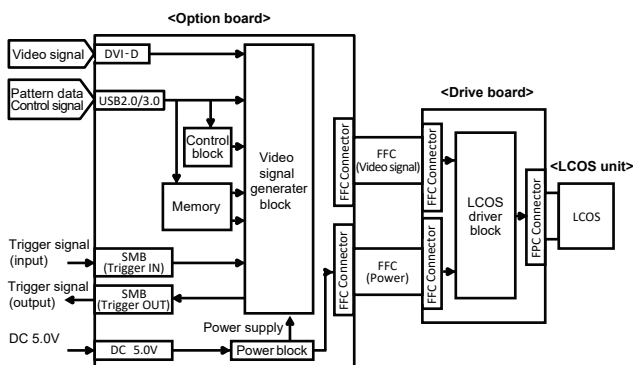 <Option board>
Video signal
DVI-D
Pattern data
Control signal
USB2.0/3.0
Control
block
Memory
Video
signal
generater
block
Trigger signal
(input)
SMB
(Trigger IN)
Trigger signal
(output)
SMB
(Trigger OUT)
Power supply
DC 5.0V
DC 5.0V
Power block
FFC Connector
FFC Connector
FFC
(Video signal)
FFC
(Power)
<Drive board>
FFC Connector
FFC Connector
LCOS
driver
block
FPC Connector
<LCOS unit>
LCOS